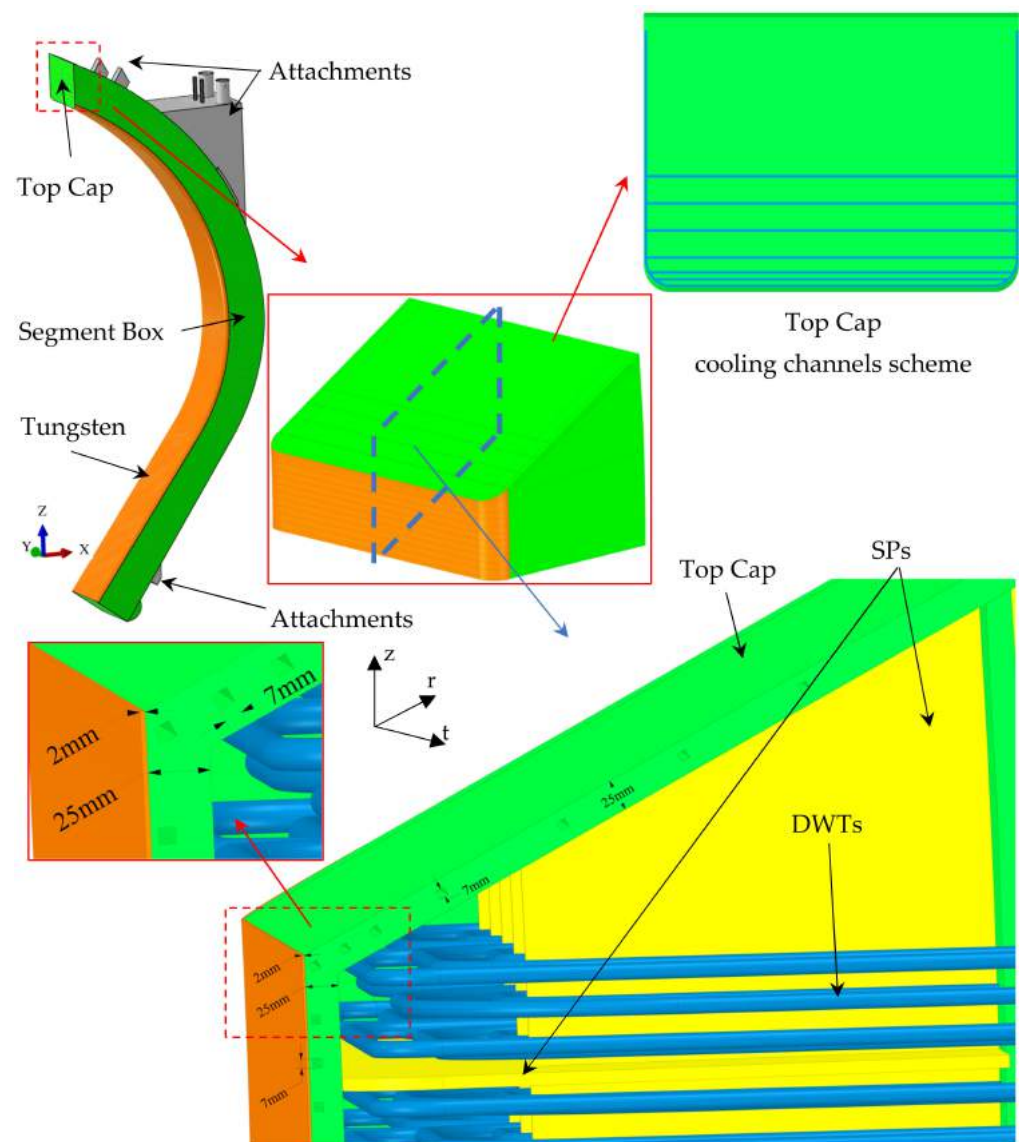 Attachments
Top Cap
Segment Box
Top Cap
cooling channels scheme
Tungsten
Z
Y
X
Attachments
Top Cap
SPs
z
r
t
7mm
2mm
25mm
25mm
DWTs
7mm
2mm
25mm
7mm